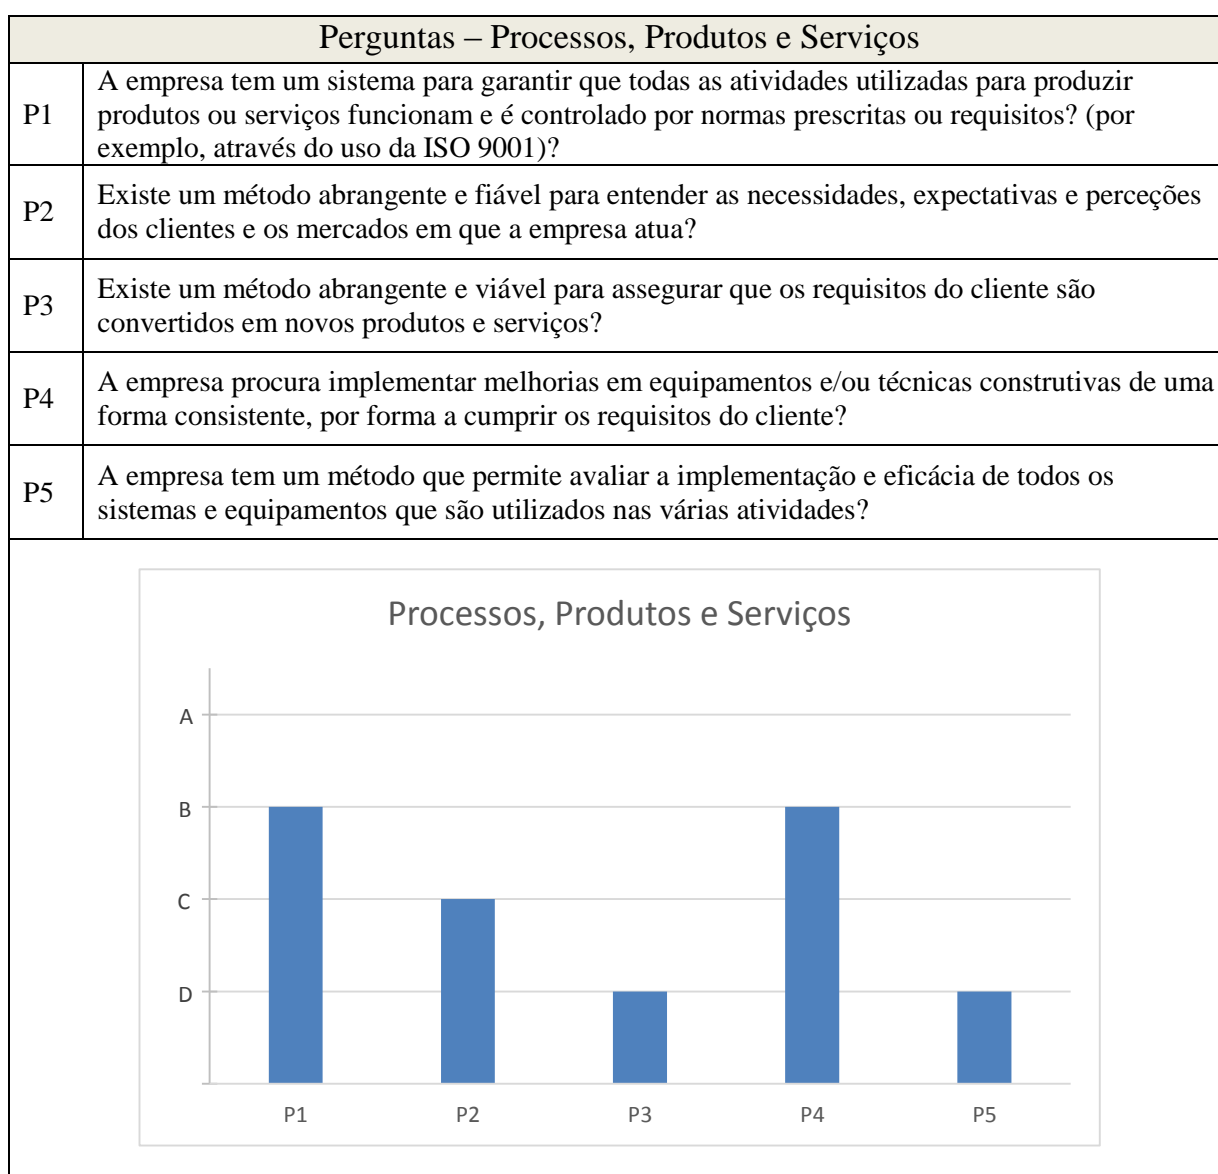 Perguntas – Processos, Produtos e Serviços
P1
A empresa tem um sistema para garantir que todas as atividades utilizadas para produzir
produtos ou serviços funcionam e é controlado por normas prescritas ou requisitos? (por
exemplo, através do uso da ISO 9001)?
P2
Existe um método abrangente e fiável para entender as necessidades, expectativas e perceções
dos clientes e os mercados em que a empresa atua?
P3
Existe um método abrangente e viável para assegurar que os requisitos do cliente são
convertidos em novos produtos e serviços?
P4
A empresa procura implementar melhorias em equipamentos e/ou técnicas construtivas de uma
forma consistente, por forma a cumprir os requisitos do cliente?
P5
A empresa tem um método que permite avaliar a implementação e eficácia de todos os
sistemas e equipamentos que são utilizados nas várias atividades?
Processos, Produtos e Serviços
A
B
C
D
P1 P2 P3 P4 P5